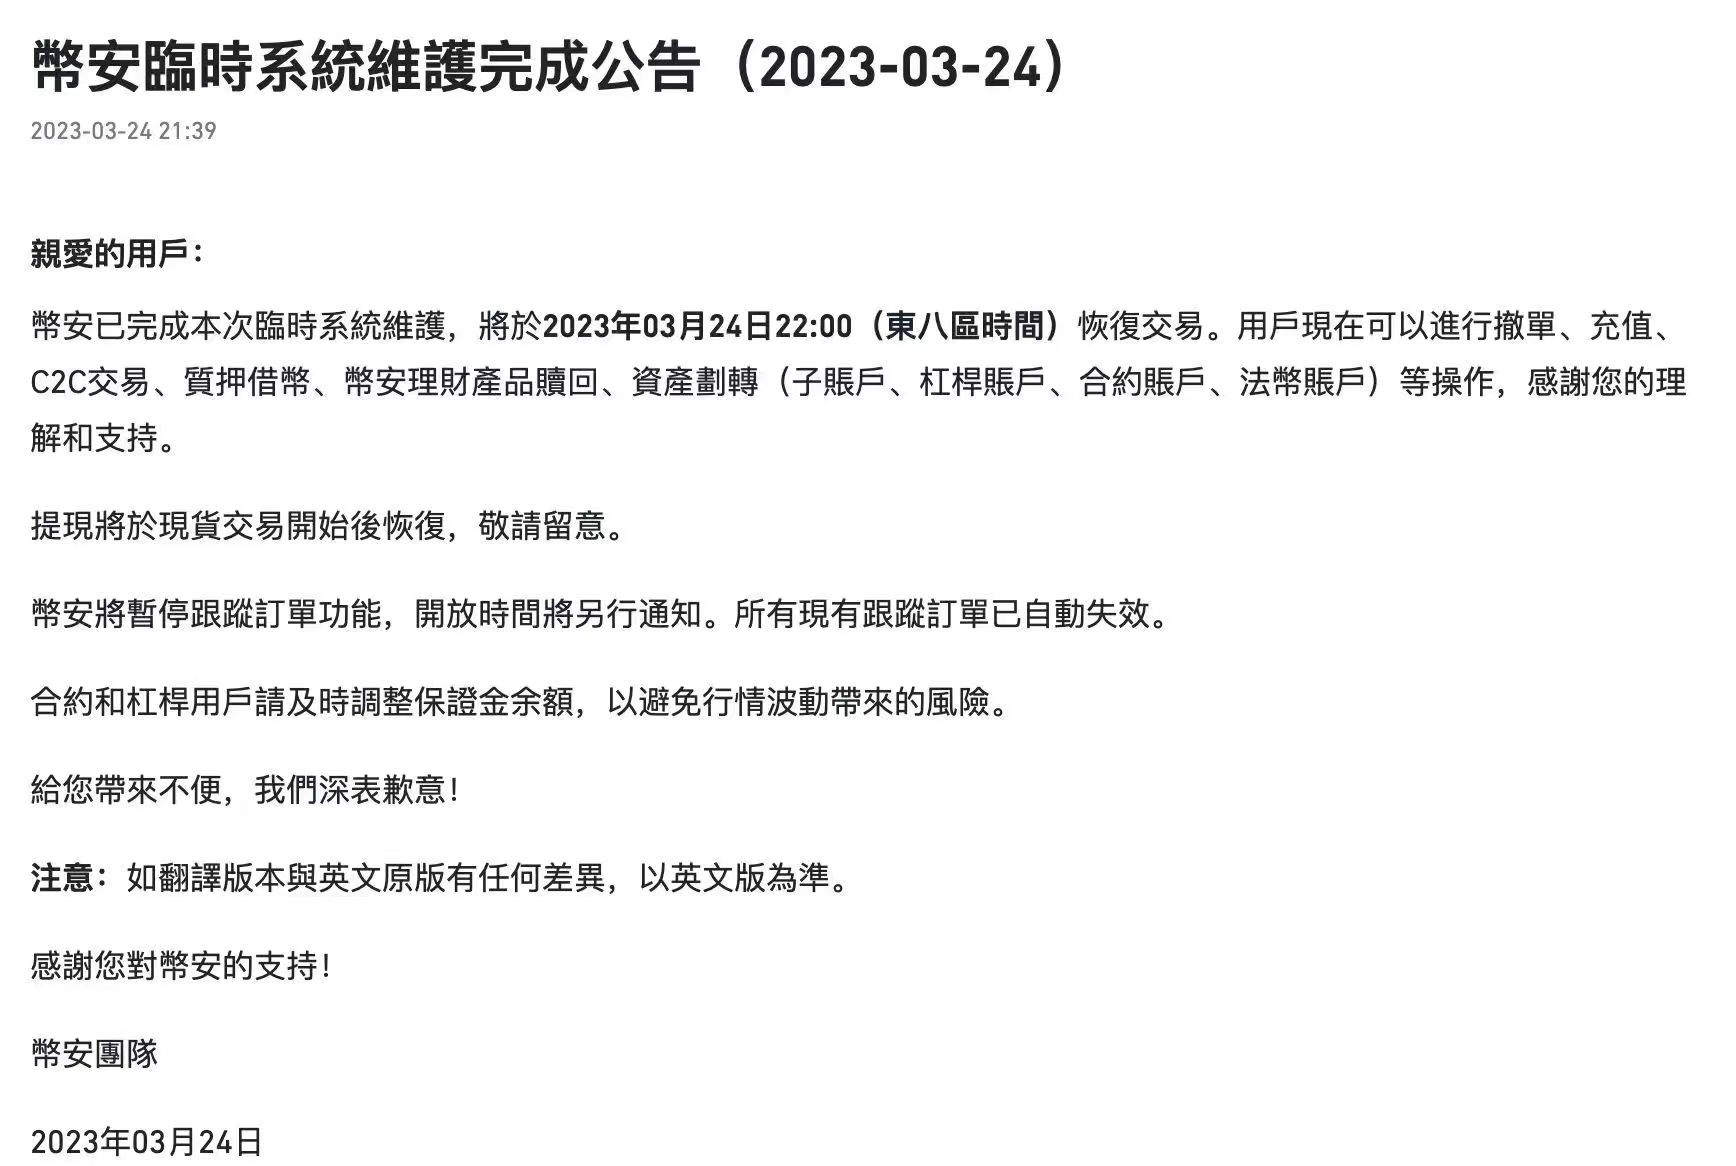 幣安臨時系統維護完成公告（2023-03-24）
2023-03-24 21:39
親愛的用戶：
幣安已完成本次臨時系統維護，將於2023年03月24日22:00（東八區時間）恢復交易。用戶現在可以進行撤單、充值、
C2C交易、質押借幣、幣安理財產品贖回、資產劃轉（子賬戶、杠桿賬戶、合約賬戶、法幣賬戶）等操作，感謝您的理
解和支持。
提現將於現貨交易開始後恢復，敬請留意。
幣安將暫停跟蹤訂單功能，開放時間將另行通知。所有現有跟蹤訂單已自動失效。
合約和杠桿用戶請及時調整保證金余額，以避免行情波動帶來的風險。
給您帶來不便，我們深表歉意！
注意：如翻譯版本與英文原版有任何差異，以英文版為準。
感謝您對幣安的支持！
幣安團隊
2023年03月24日